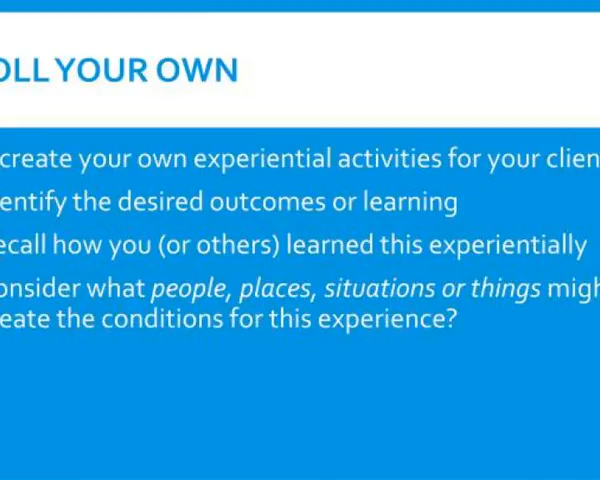 OLL YOUR OWN
create your own experiential activities for your clien
entify the desired outcomes or learning
ecall how you (or others) learned this experientially
onsider what people, places, situations or things migh
eate the conditions for this experience?